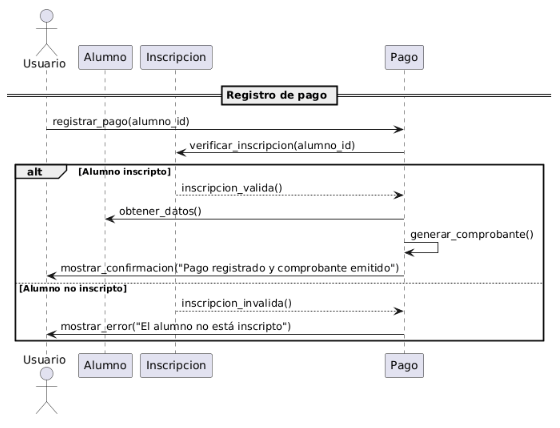 Usuario
Alumno
Inscripcion
Pago
Registro de pago
registrar_pago(alumno_id)
verificar_inscripcion(alumno_id)
alt
[Alumno inscripto]
inscripcion_valida()
obtener_datos()
generar_comprobante()
mostrar_confirmacion("Pago registrado y comprobante emitido")
[Alumno no inscripto]
inscripcion_invalida()
mostrar_error("El alumno no está inscripto")
Usuario
Alumno
Inscripcion
Pago